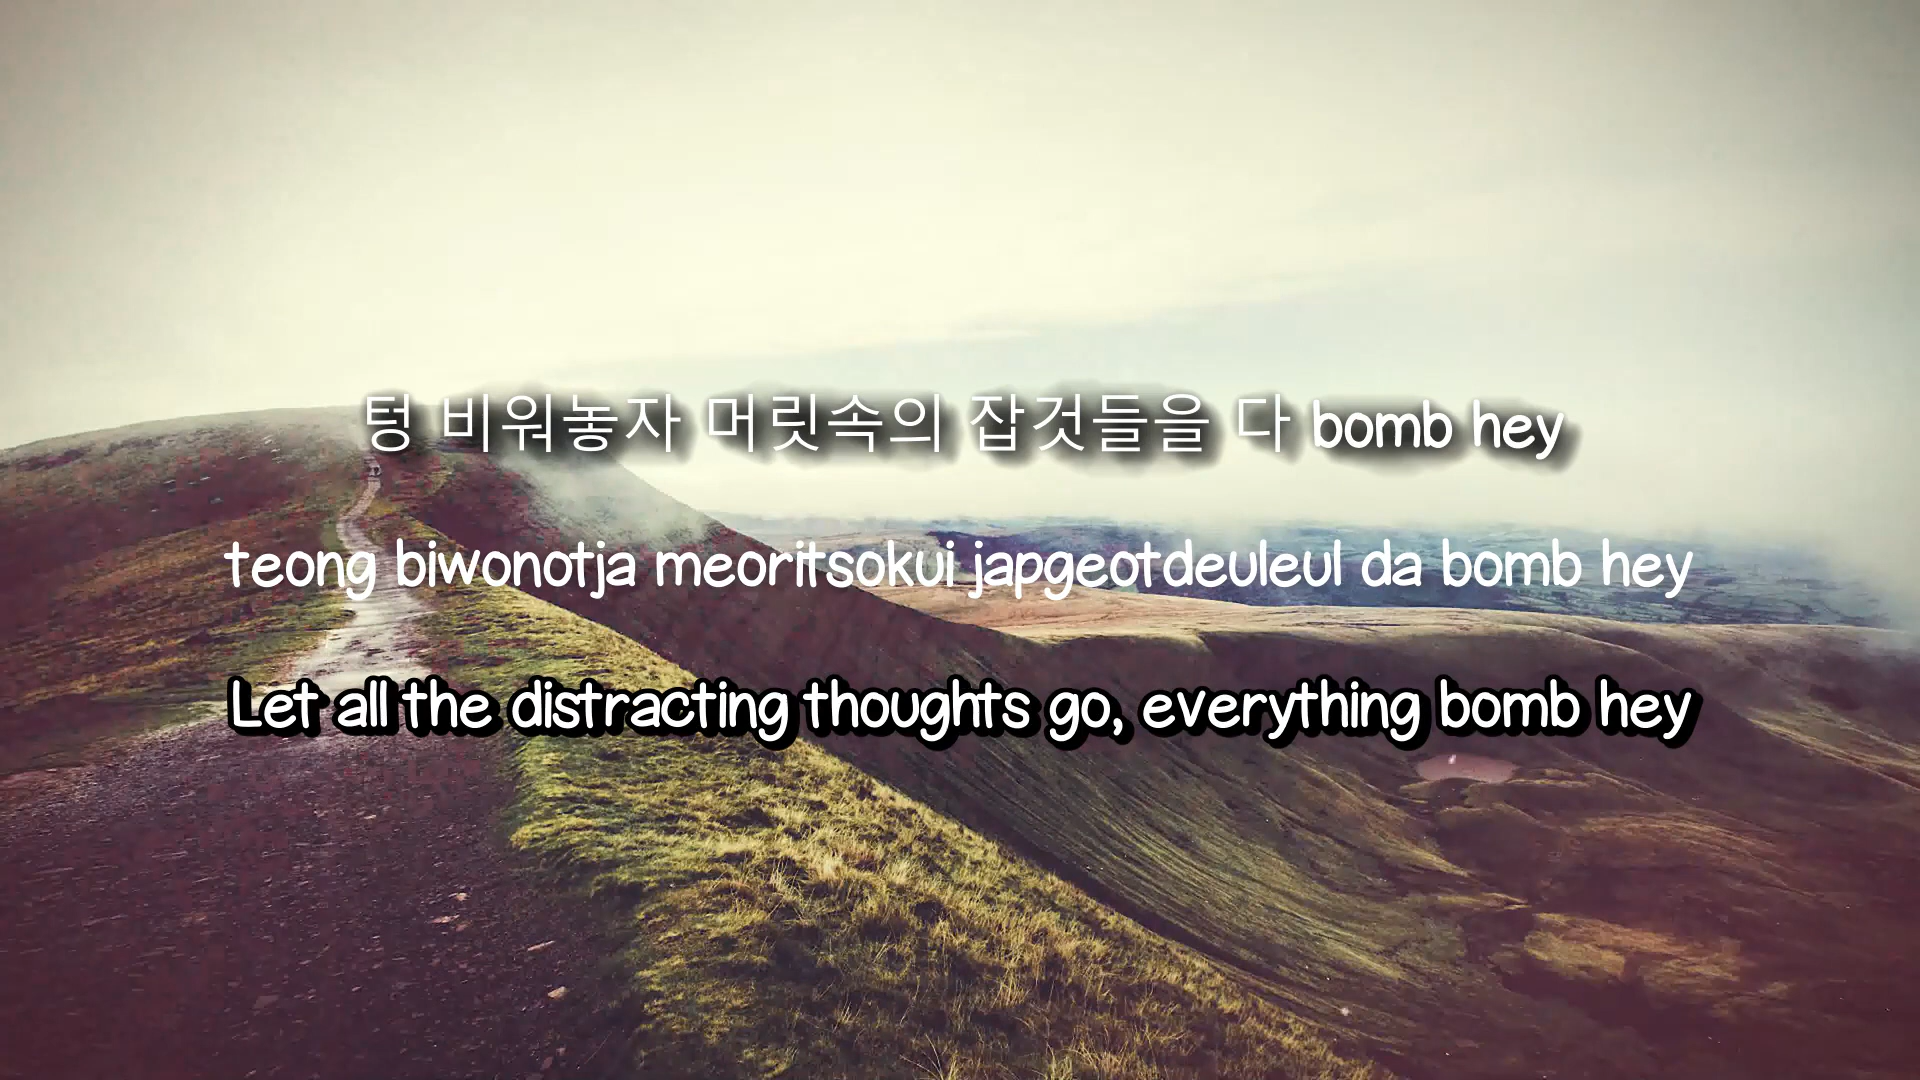 텅 비워놓자 머릿속의 잡것들을 다 bomb hey
teong biwonotja meoritsokui japgeotdeuleul da bomb hey
Let all the distracting thoughts go, everything bomb hey